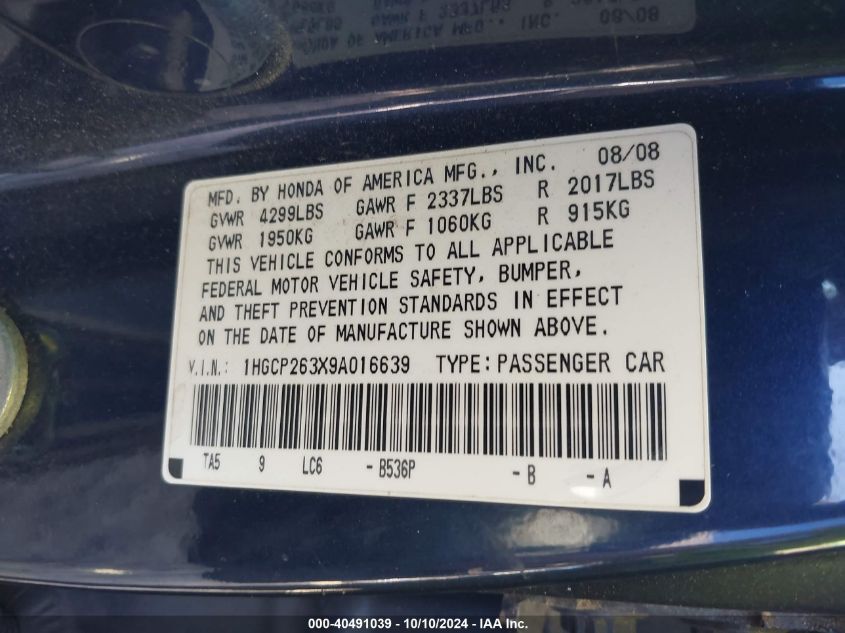 MFD. BY HONDA OF AMERICA MFG., INC. 08/08
GVWR 4299LBS GAWR F 2337LBS R 2017LBS
GVWR 1950KG GAWR F 1060KG R 915KG
THIS VEHICLE CONFORMS TO ALL APPLICABLE
FEDERAL MOTOR VEHICLE SAFETY, BUMPER,
AND THEFT PREVENTION STANDARDS IN EFFECT
ON THE DATE OF MANUFACTURE SHOWN ABOVE.
V.I.N.: 1HGCP263X9A016639 TYPE: PASSENGER CAR
TA5 9 LC6 - B536P - B - A
000-40491039 - 10/10/2024 - IAA Inc.